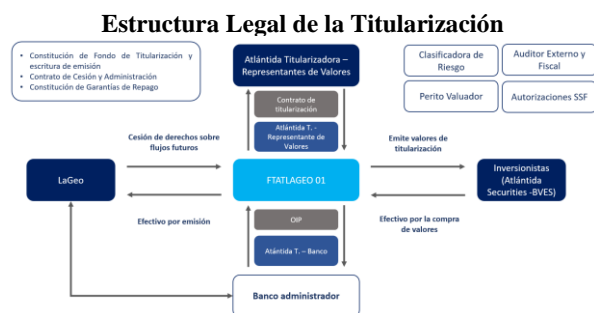 Estructura Legal de la Titularización
Constitución de Fondo de Titularización y
escritura de emisión
Contrato de Cesión y Administración
Constitución de Garantías de Repago
Atlántida Titularizadora –
Representantes de Valores
Clasificadora de
Riesgo
Auditor Externo y
Fiscal
Perito Valuador
Autorizaciones SSF
Contrato de
titularización
Atlántida T. -
Representante de
Valores
Cesión de derechos sobre
flujos futuros
Emite valores de
titularización
LaGeo
FTATLAGEO 01
Inversionistas
(Atlántida
Securities -BVES)
Efectivo por emisión
Efectivo por la compra
de valores
OIP
Atántida T. – Banco
Banco administrador